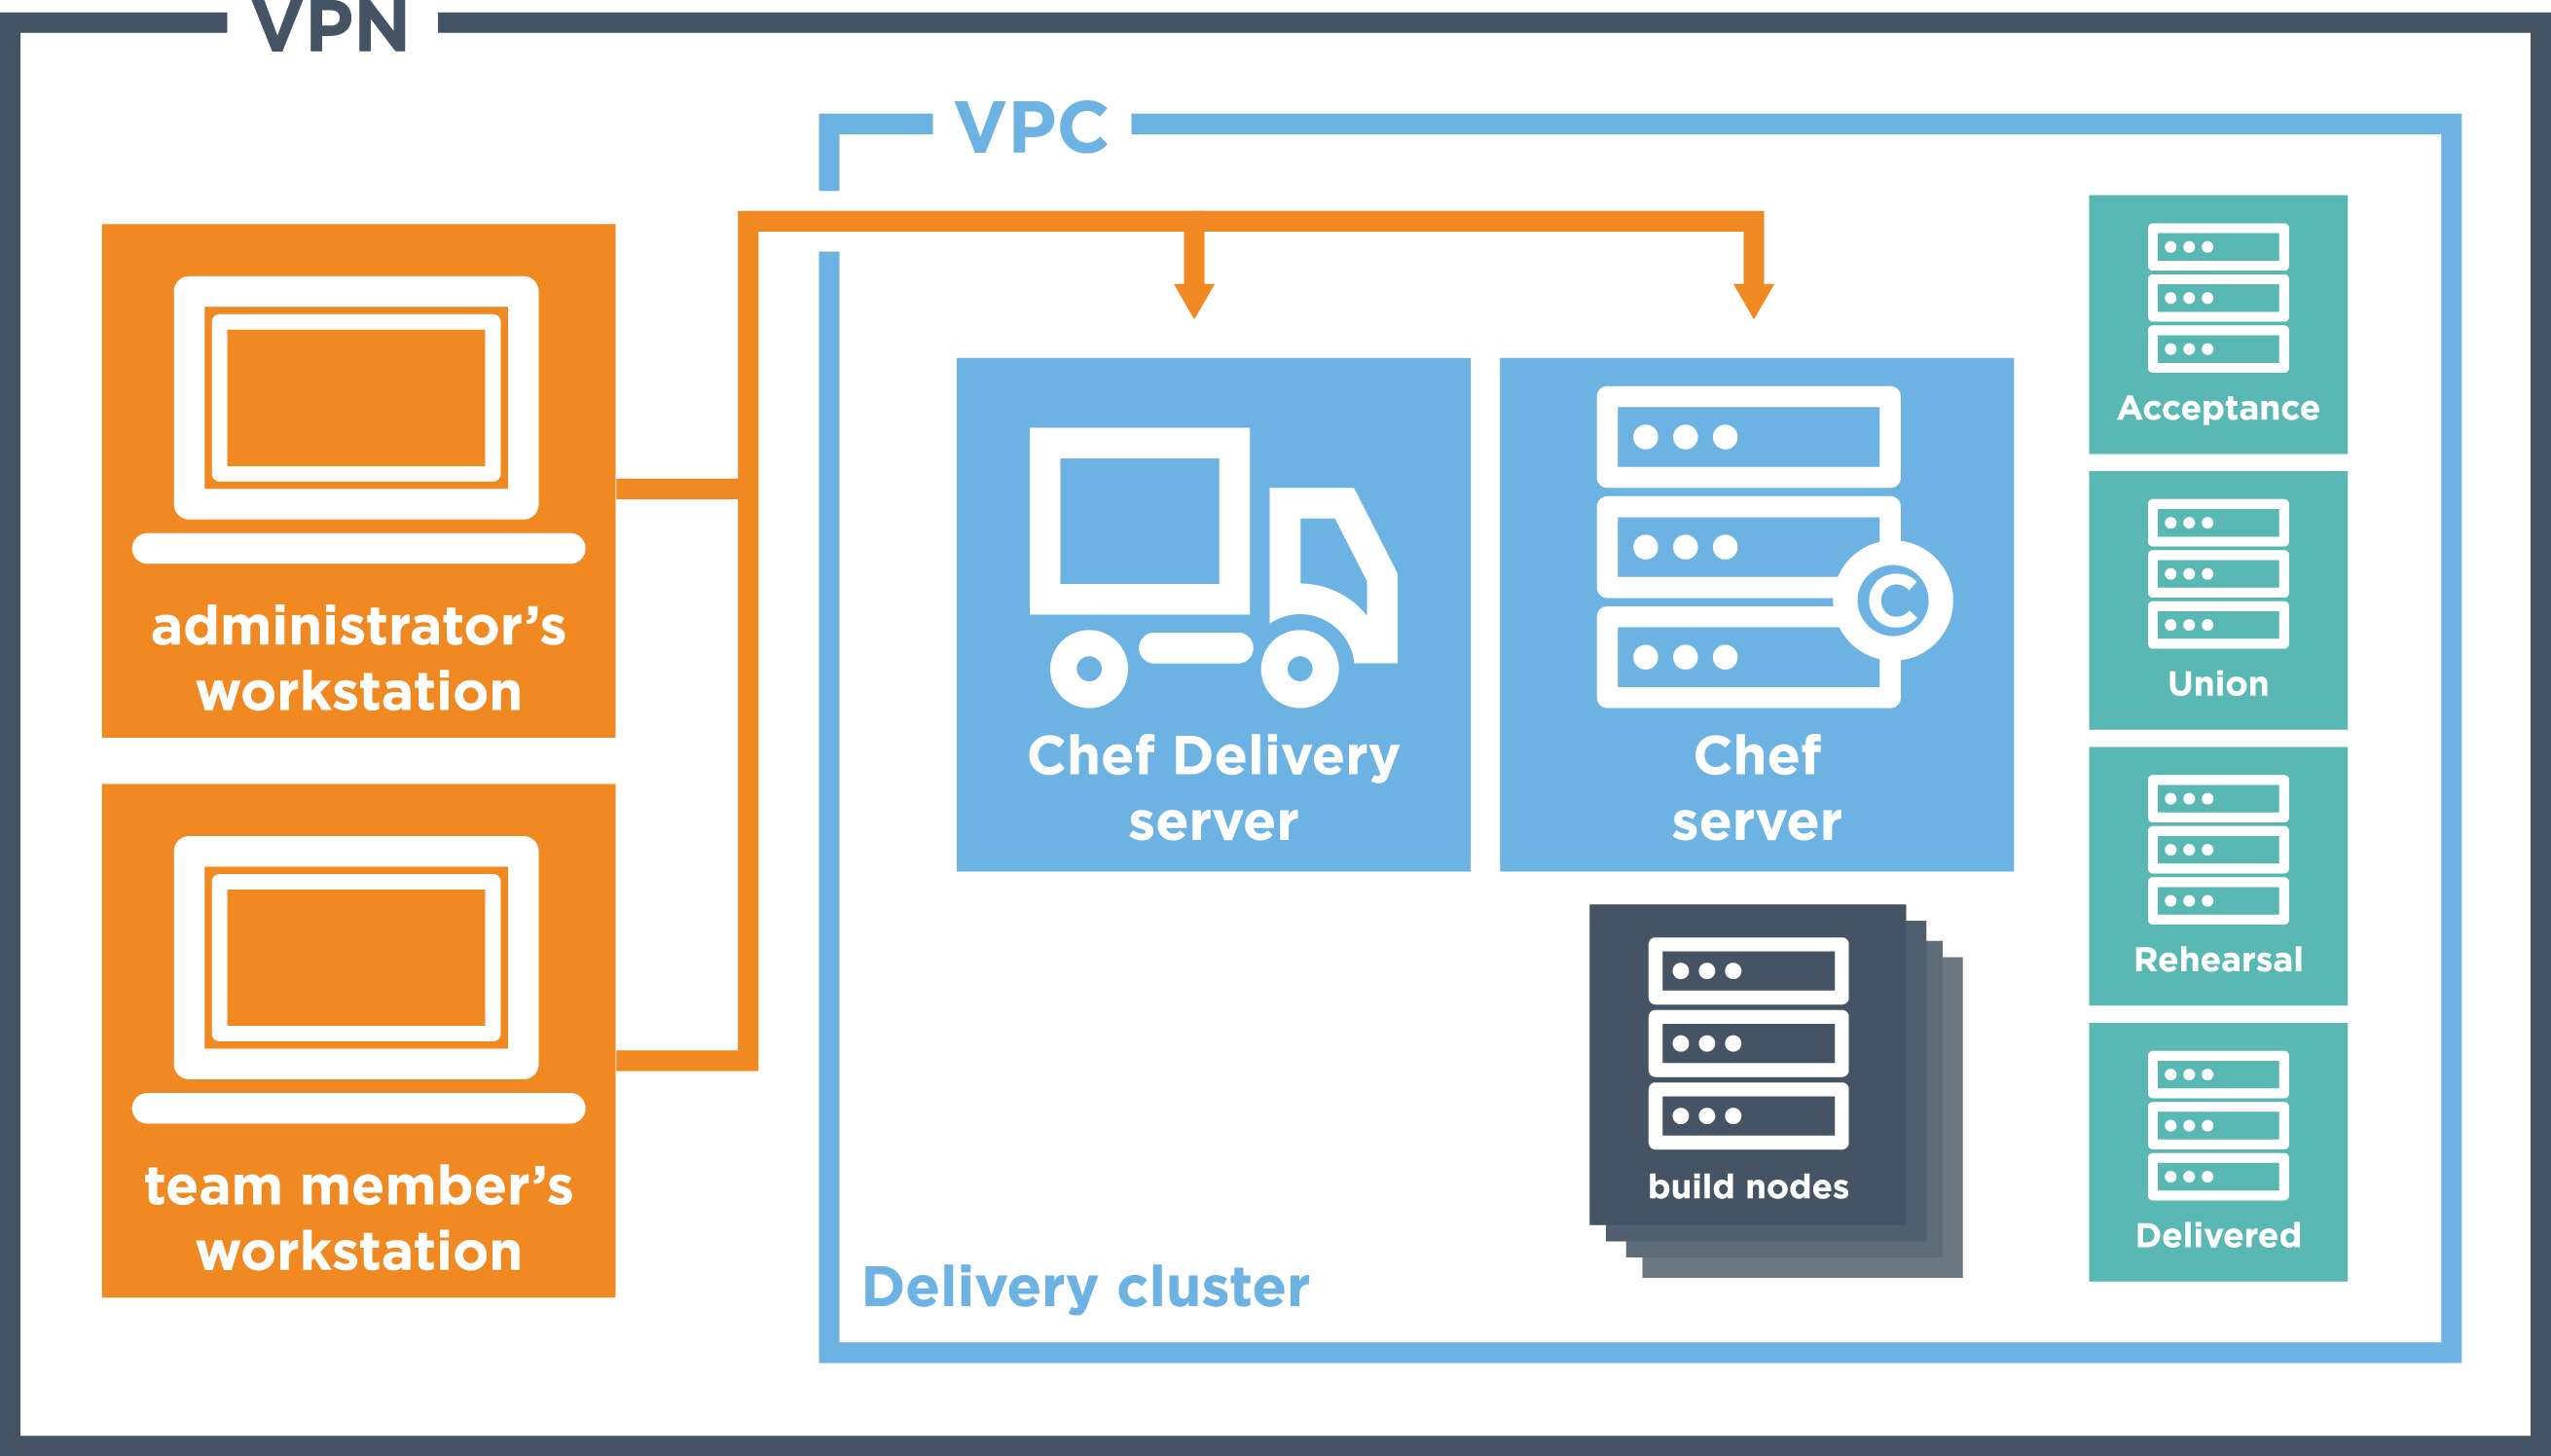 VPN
VPC
administrator’s
workstation
team member’s
workstation
Chef Delivery
server
C
Chef
server
build nodes
Delivery cluster
Acceptance
Union
Rehearsal
Delivered